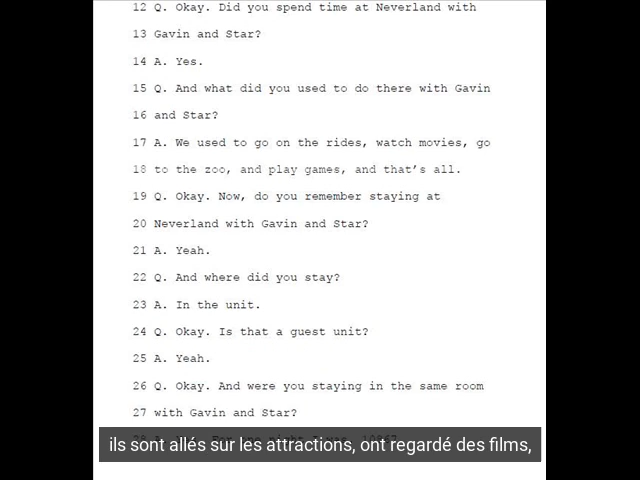 12 Q. Okay. Did you spend time at Neverland with
13 Gavin and Star?
14 A. Yes.
15 Q. And what did you used to do there with Gavin
16 and Star?
17 A. We used to go on the rides, watch movies, go
18 to the zoo, and play games, and that’s all.
19 Q. Okay. Now, do you remember staying at
20 Neverland with Gavin and Star?
21 A. Yeah.
22 Q. And where did you stay?
23 A. In the unit.
24 Q. Okay. Is that a guest unit?
25 A. Yeah.
26 Q. Okay. And were you staying in the same room
27 with Gavin and Star?
ils sont allés sur les attractions, ont regardé des films,